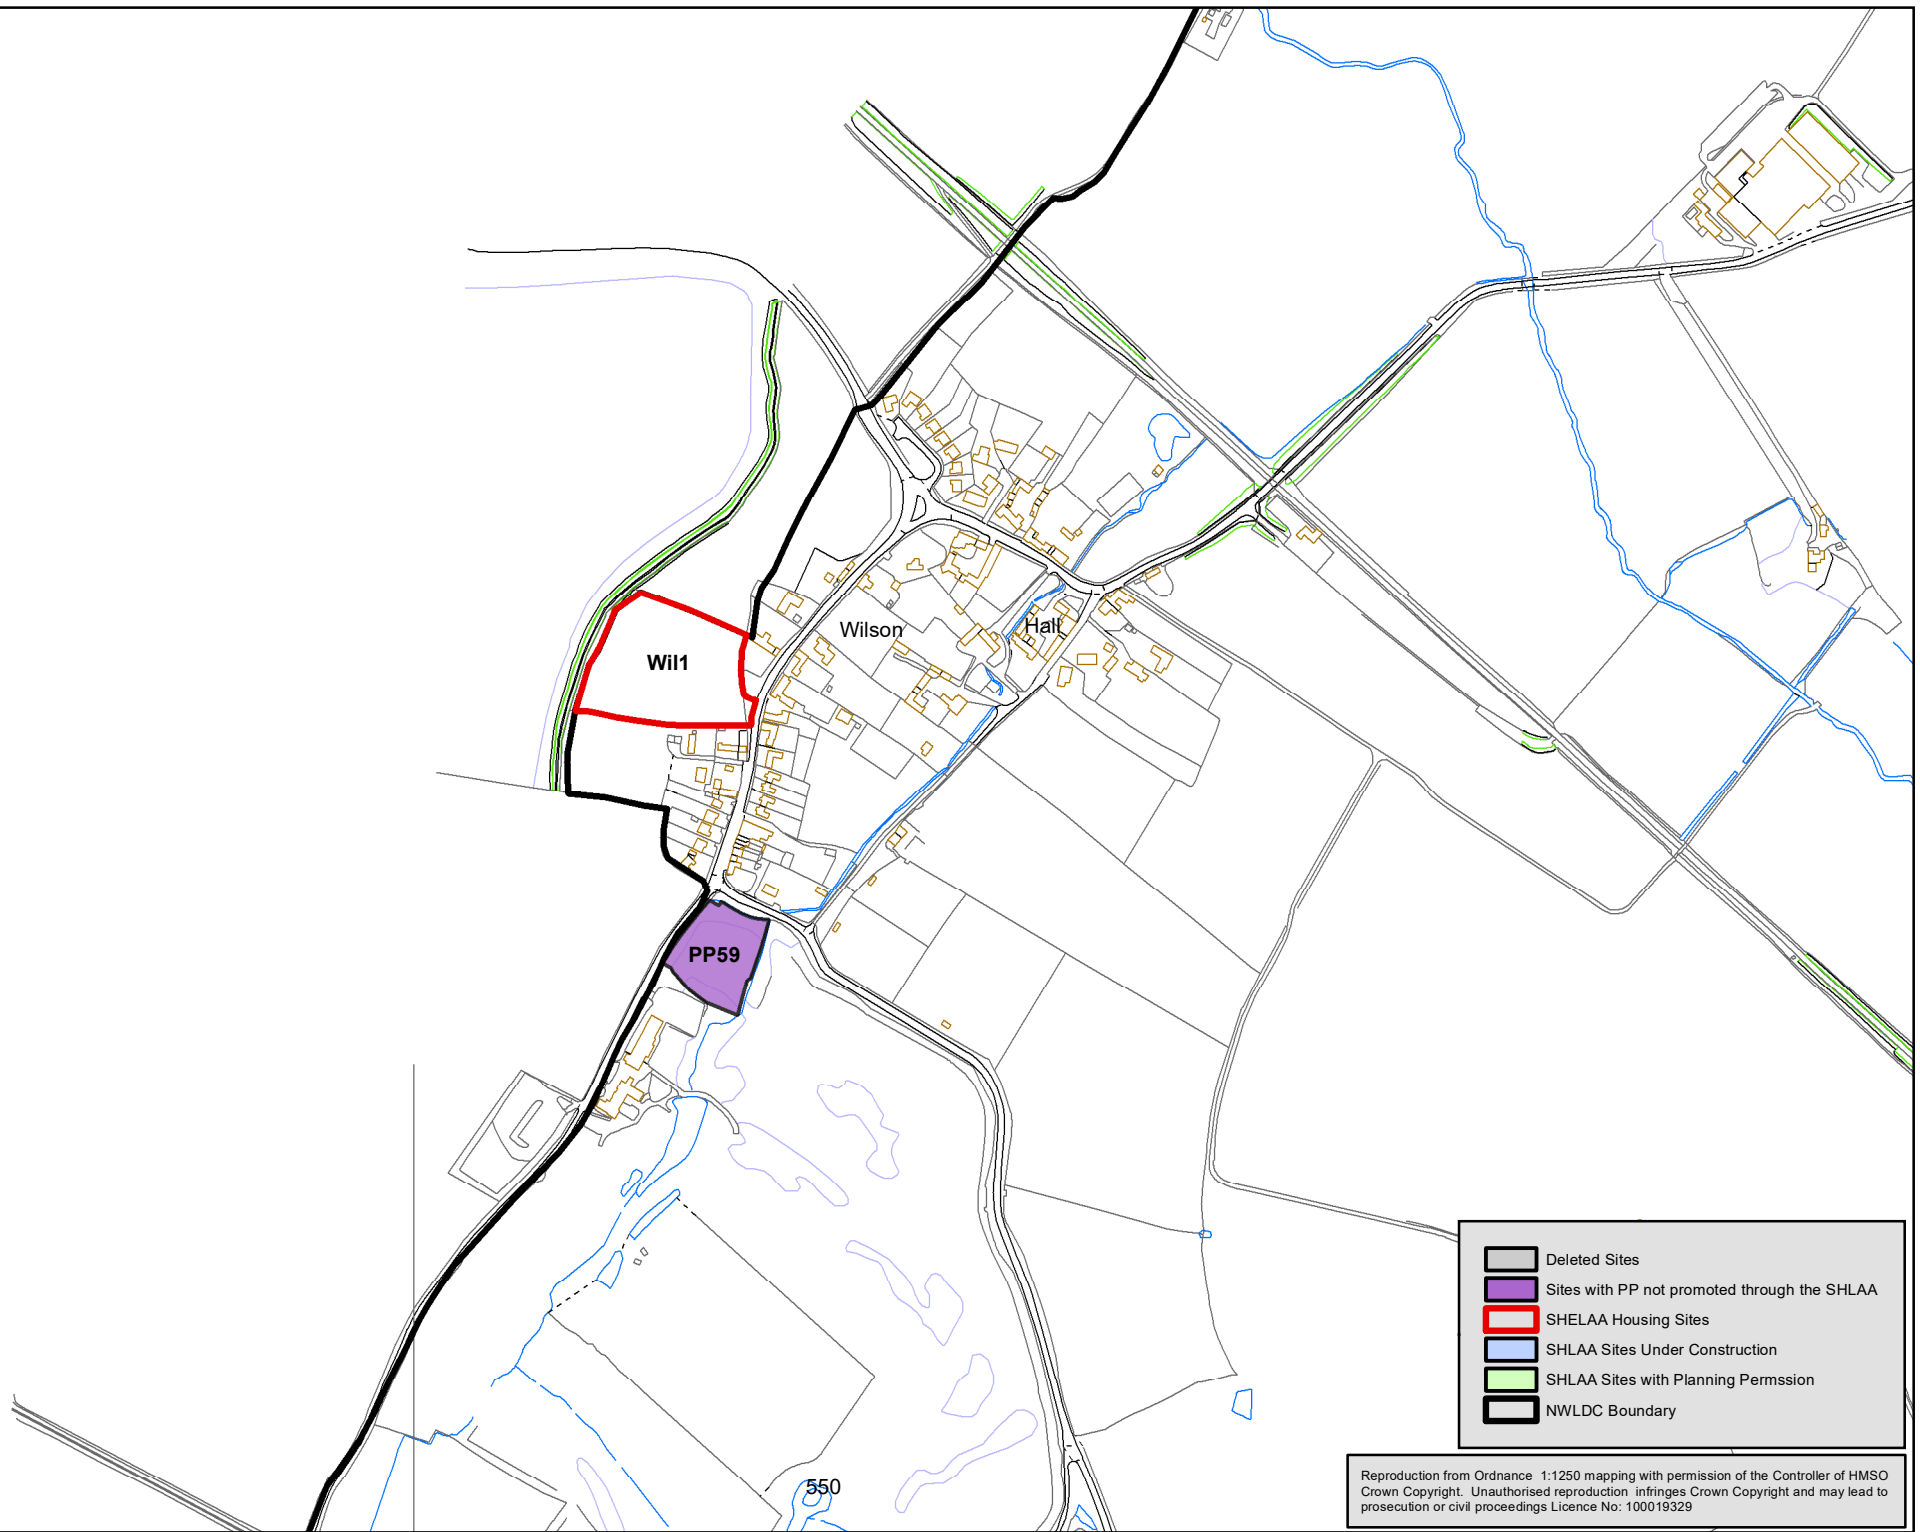 Wilson
Hall
Wil1
PP59
550
Deleted Sites
Sites with PP not promoted through the SHLAA
SHELAA Housing Sites
SHLAA Sites Under Construction
SHLAA Sites with Planning Permssion
NWLDC Boundary
Reproduction from Ordnance 1:1250 mapping with permission of the Controller of HMSO
Crown Copyright. Unauthorised reproduction infringes Crown Copyright and may lead to
prosecution or civil proceedings Licence No: 100019329